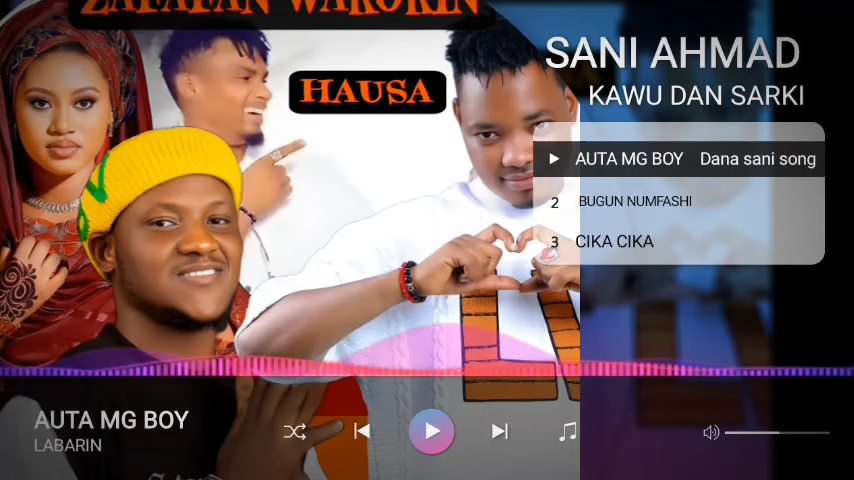 ZAFAFAN WAKOKIN
HAUSA
SANI AHMAD
KAWU DAN SARKI
AUTA MG BOY Dana sani song
2 BUGUN NUMFASHI
3 CIKA CIKA
AUTA MG BOY
LABARIN